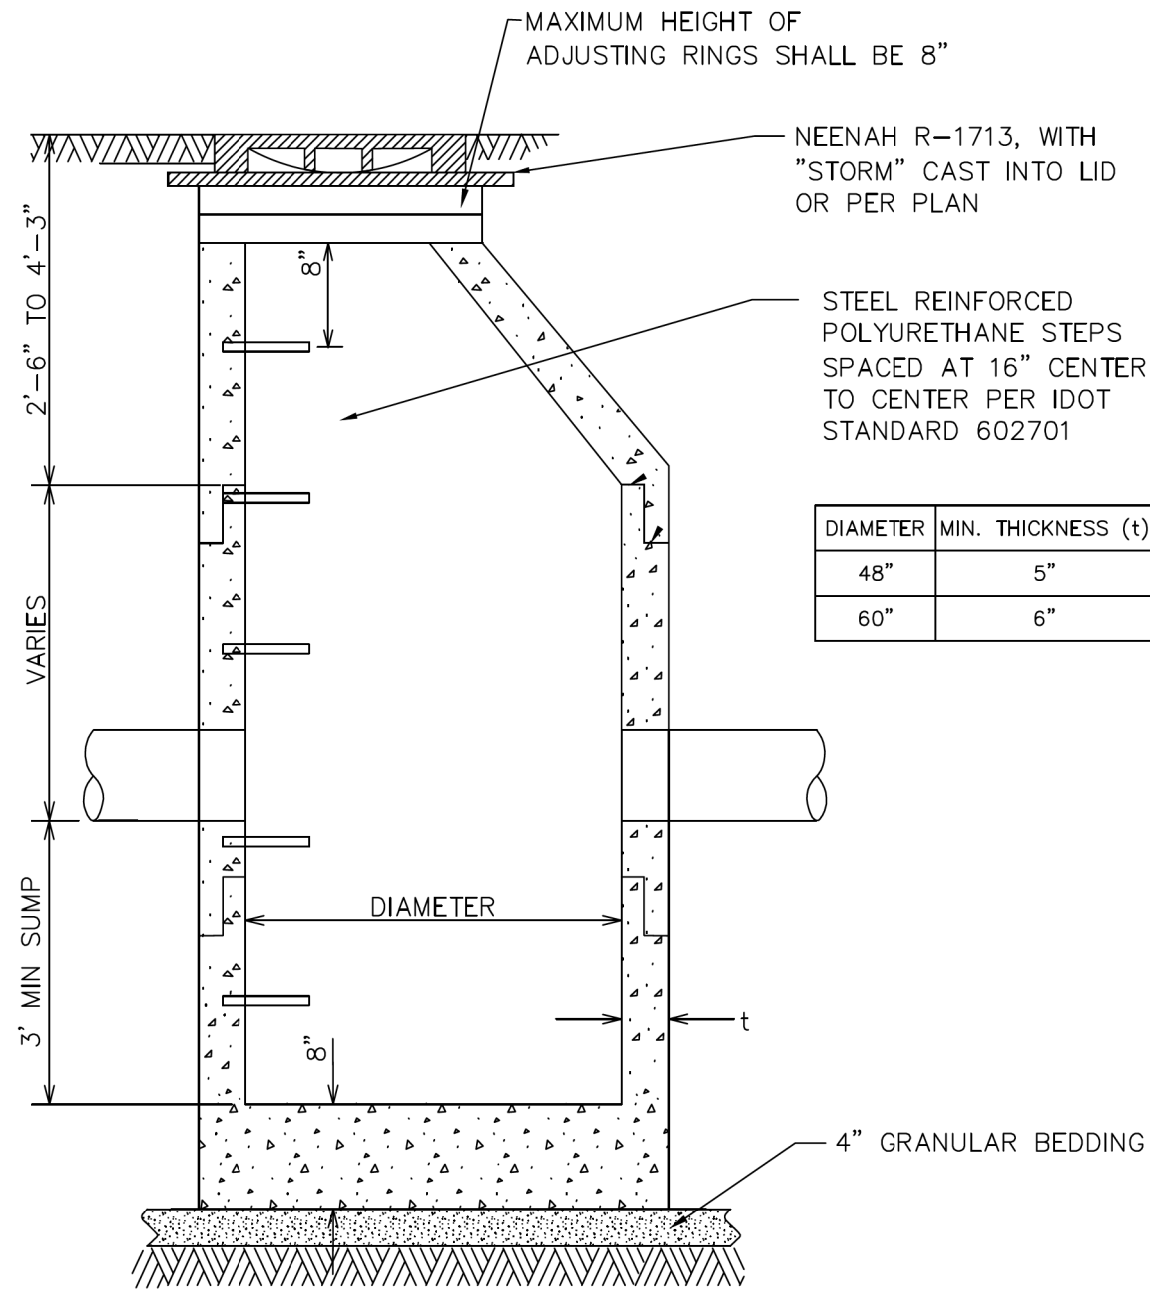 MAXIMUM HEIGHT OF
ADJUSTING RINGS SHALL BE 8”
NEENAH R-1713, WITH
”STORM” CAST INTO LID
OR PER PLAN
2'-6” TO 4'-3”
8”
STEEL REINFORCED
POLYURETHANE STEPS
SPACED AT 16” CENTER
TO CENTER PER IDOT
STANDARD 602701
DIAMETER MIN. THICKNESS (t)
48” 5”
60” 6”
VARIES
DIAMETER
3' MIN SUMP
t
8”
4” GRANULAR BEDDING